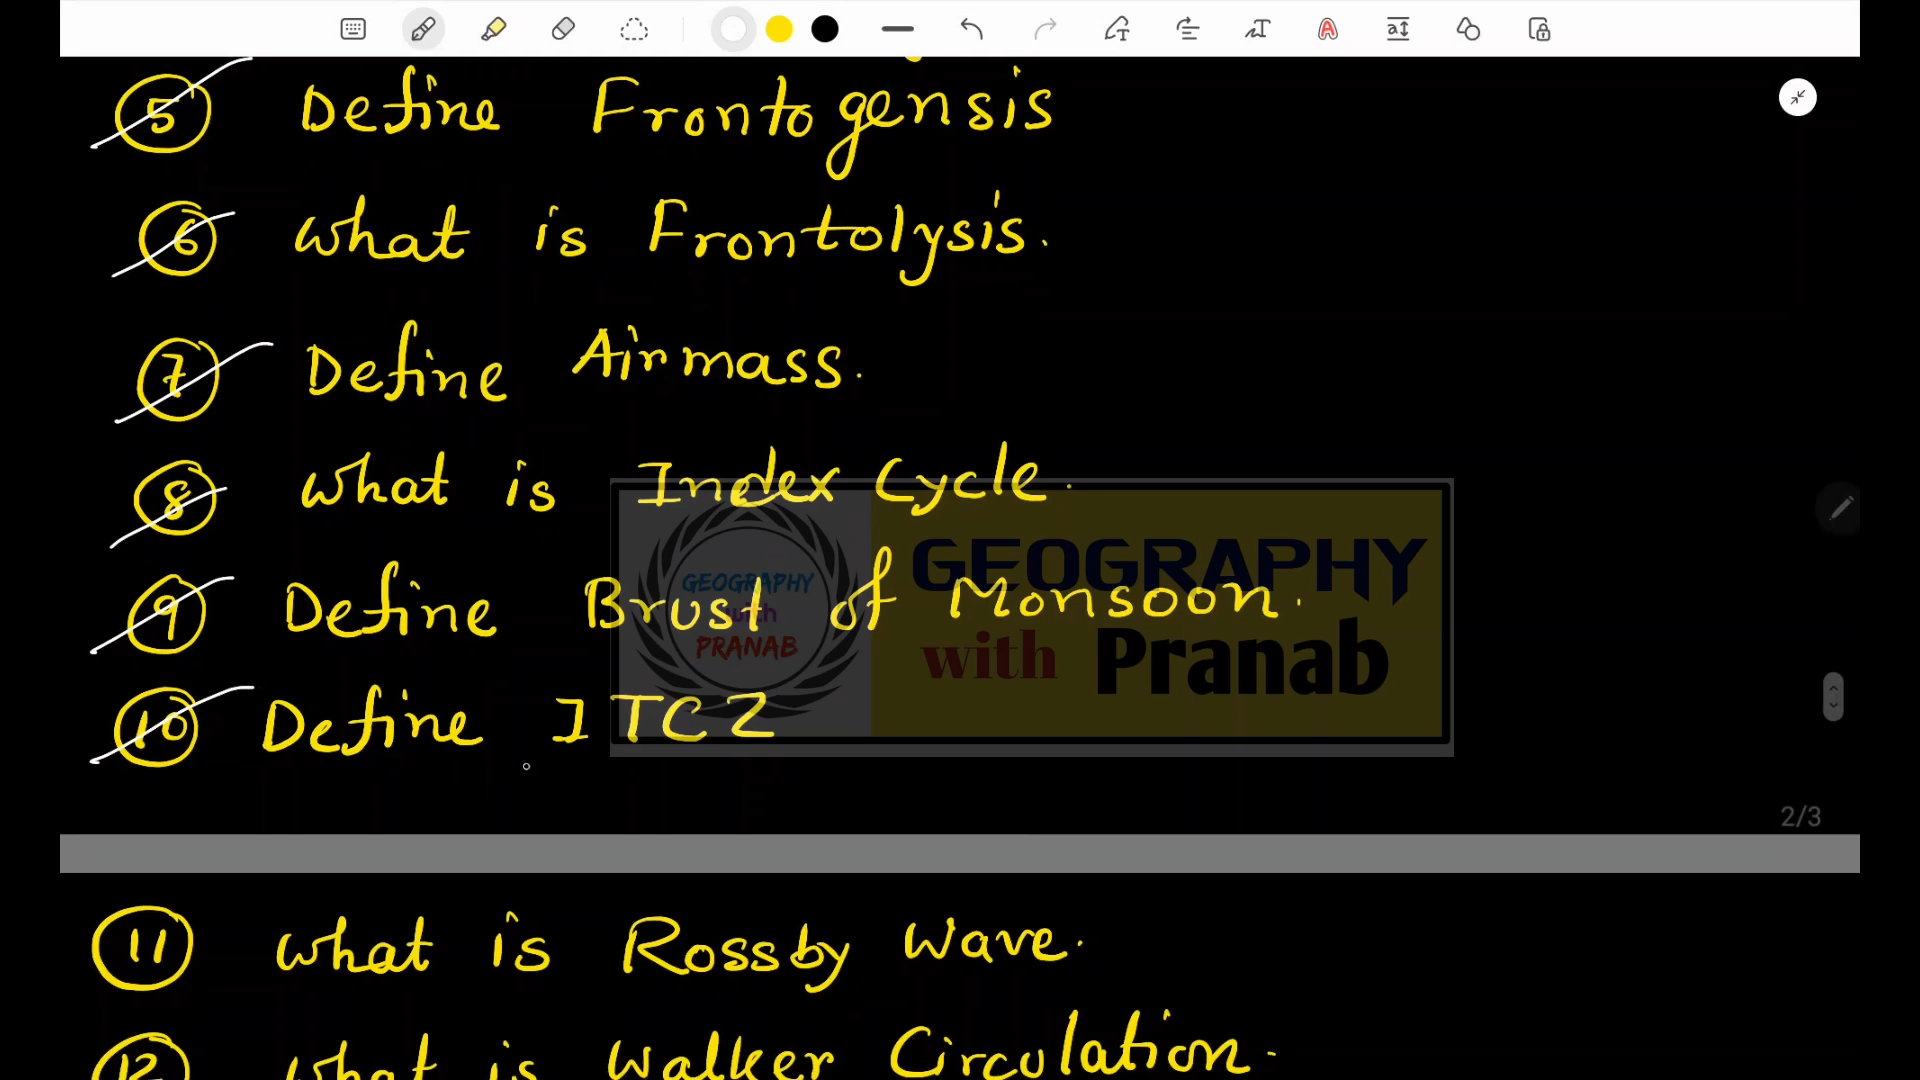 5 Define Frontogensis
6 What is Frontolysis.
7 Define Airmass.
8 What is Index Cycle.
9 Define Brust of Monsoon.
10 Define ITCZ
GEOGRAPHY
with
PRANAB
GEOGRAPHY
with Pranab
2/3
11 What is Rossby Wave.
12 What is Walker Circulation.